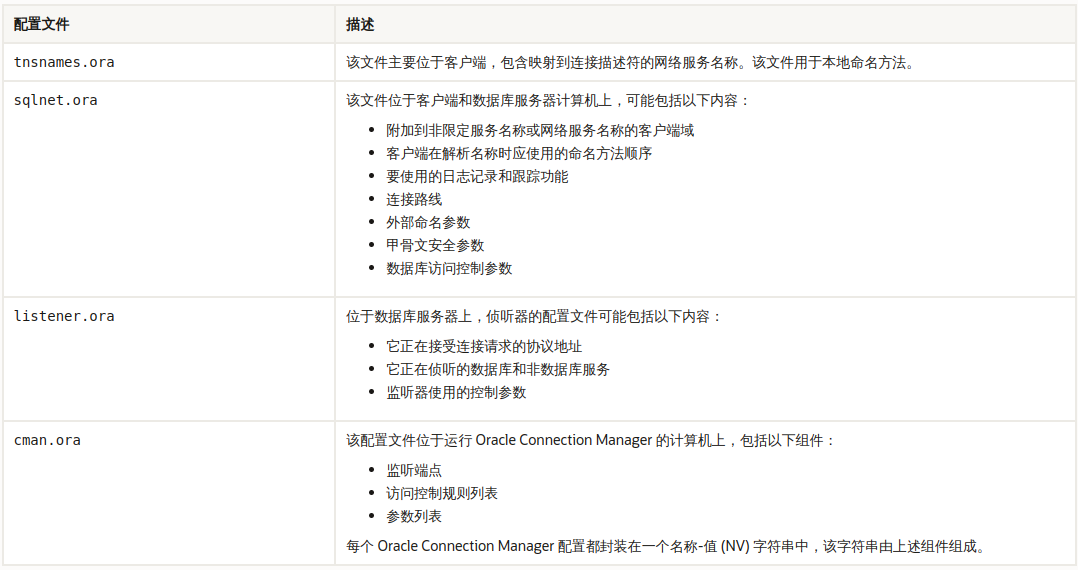 配置文件 描述
tnsnames.ora 该文件主要位于客户端，包含映射到连接描述符的网络服务名称。该文件用于本地命名方法。
sqlnet.ora 该文件位于客户端和数据库服务器计算机上，可能包括以下内容：
• 附加到非限定服务名称或网络服务名称的客户端域
• 客户端在解析名称时应使用的命名方法顺序
• 要使用的日志记录和跟踪功能
• 连接路线
• 外部命名参数
• 甲骨文安全参数
• 数据库访问控制参数
listener.ora 位于数据库服务器上，侦听器的配置文件可能包括以下内容：
• 它正在接受连接请求的协议地址
• 它正在侦听的数据库和非数据库服务
• 监听器使用的控制参数
cman.ora 该配置文件位于运行 Oracle Connection Manager 的计算机上，包括以下组件：
• 监听端点
• 访问控制规则列表
• 参数列表
每个 Oracle Connection Manager 配置都封装在一个名称-值 (NV) 字符串中，该字符串由上述组件组成。